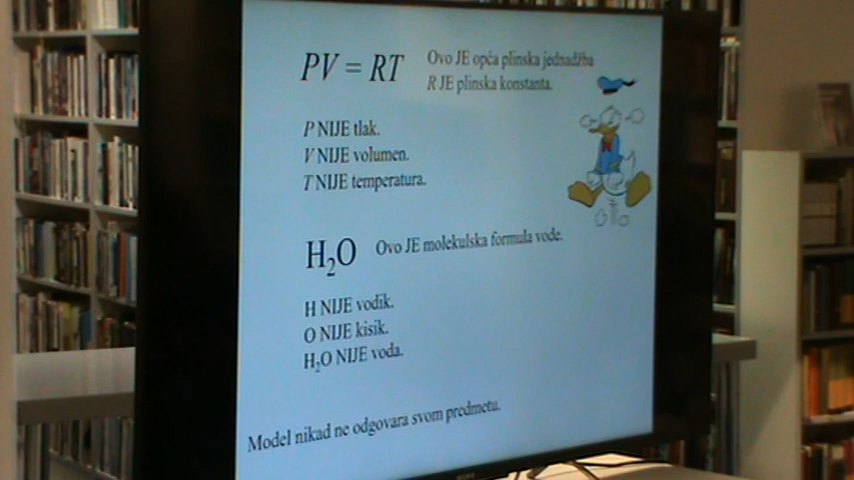 PV = RT
Ovo JE opća plinska jednadžba
R JE plinska konstanta.
P NIJE tlak.
V NIJE volumen.
T NIJE temperatura.
H₂O
Ovo JE molekulska formula vode.
H NIJE vodik.
O NIJE kisik.
H₂O NIJE voda.
Model nikad ne odgovara svom predmetu.
SONY